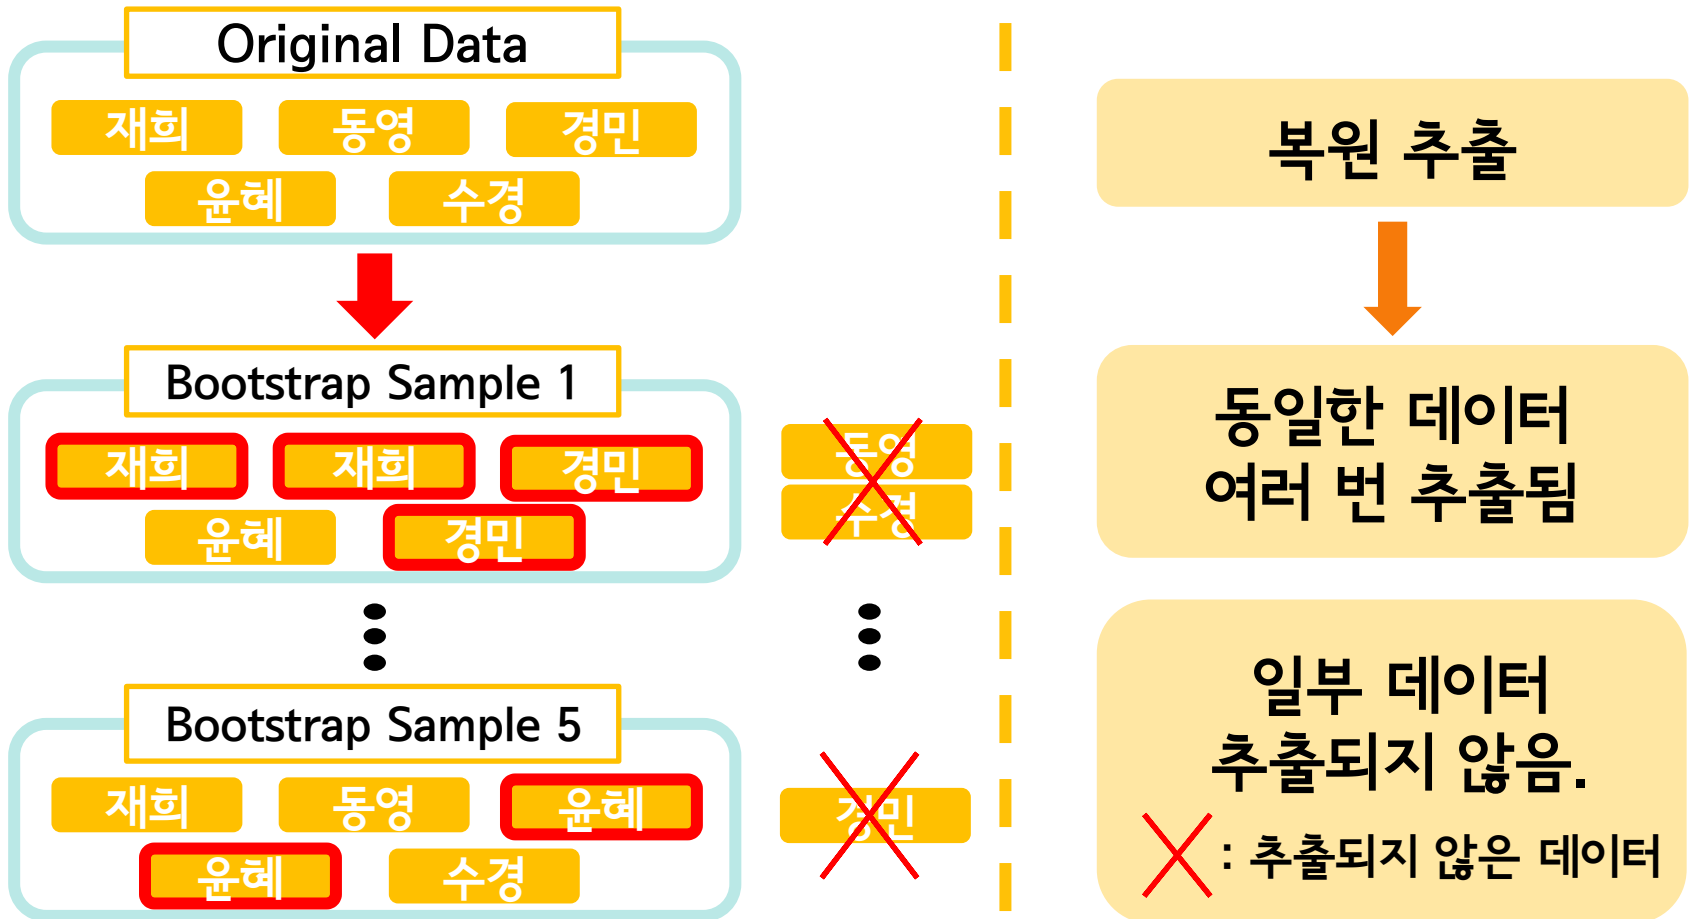 Original Data
재희 동영 경민
윤혜 수경
Bootstrap Sample 1
재희 재희 경민
윤혜 경민
동영
수경
Bootstrap Sample 5
재희 동영 윤혜
윤혜 수경
경민
복원 추출
동일한 데이터
여러 번 추출됨
일부 데이터
추출되지 않음.
: 추출되지 않은 데이터